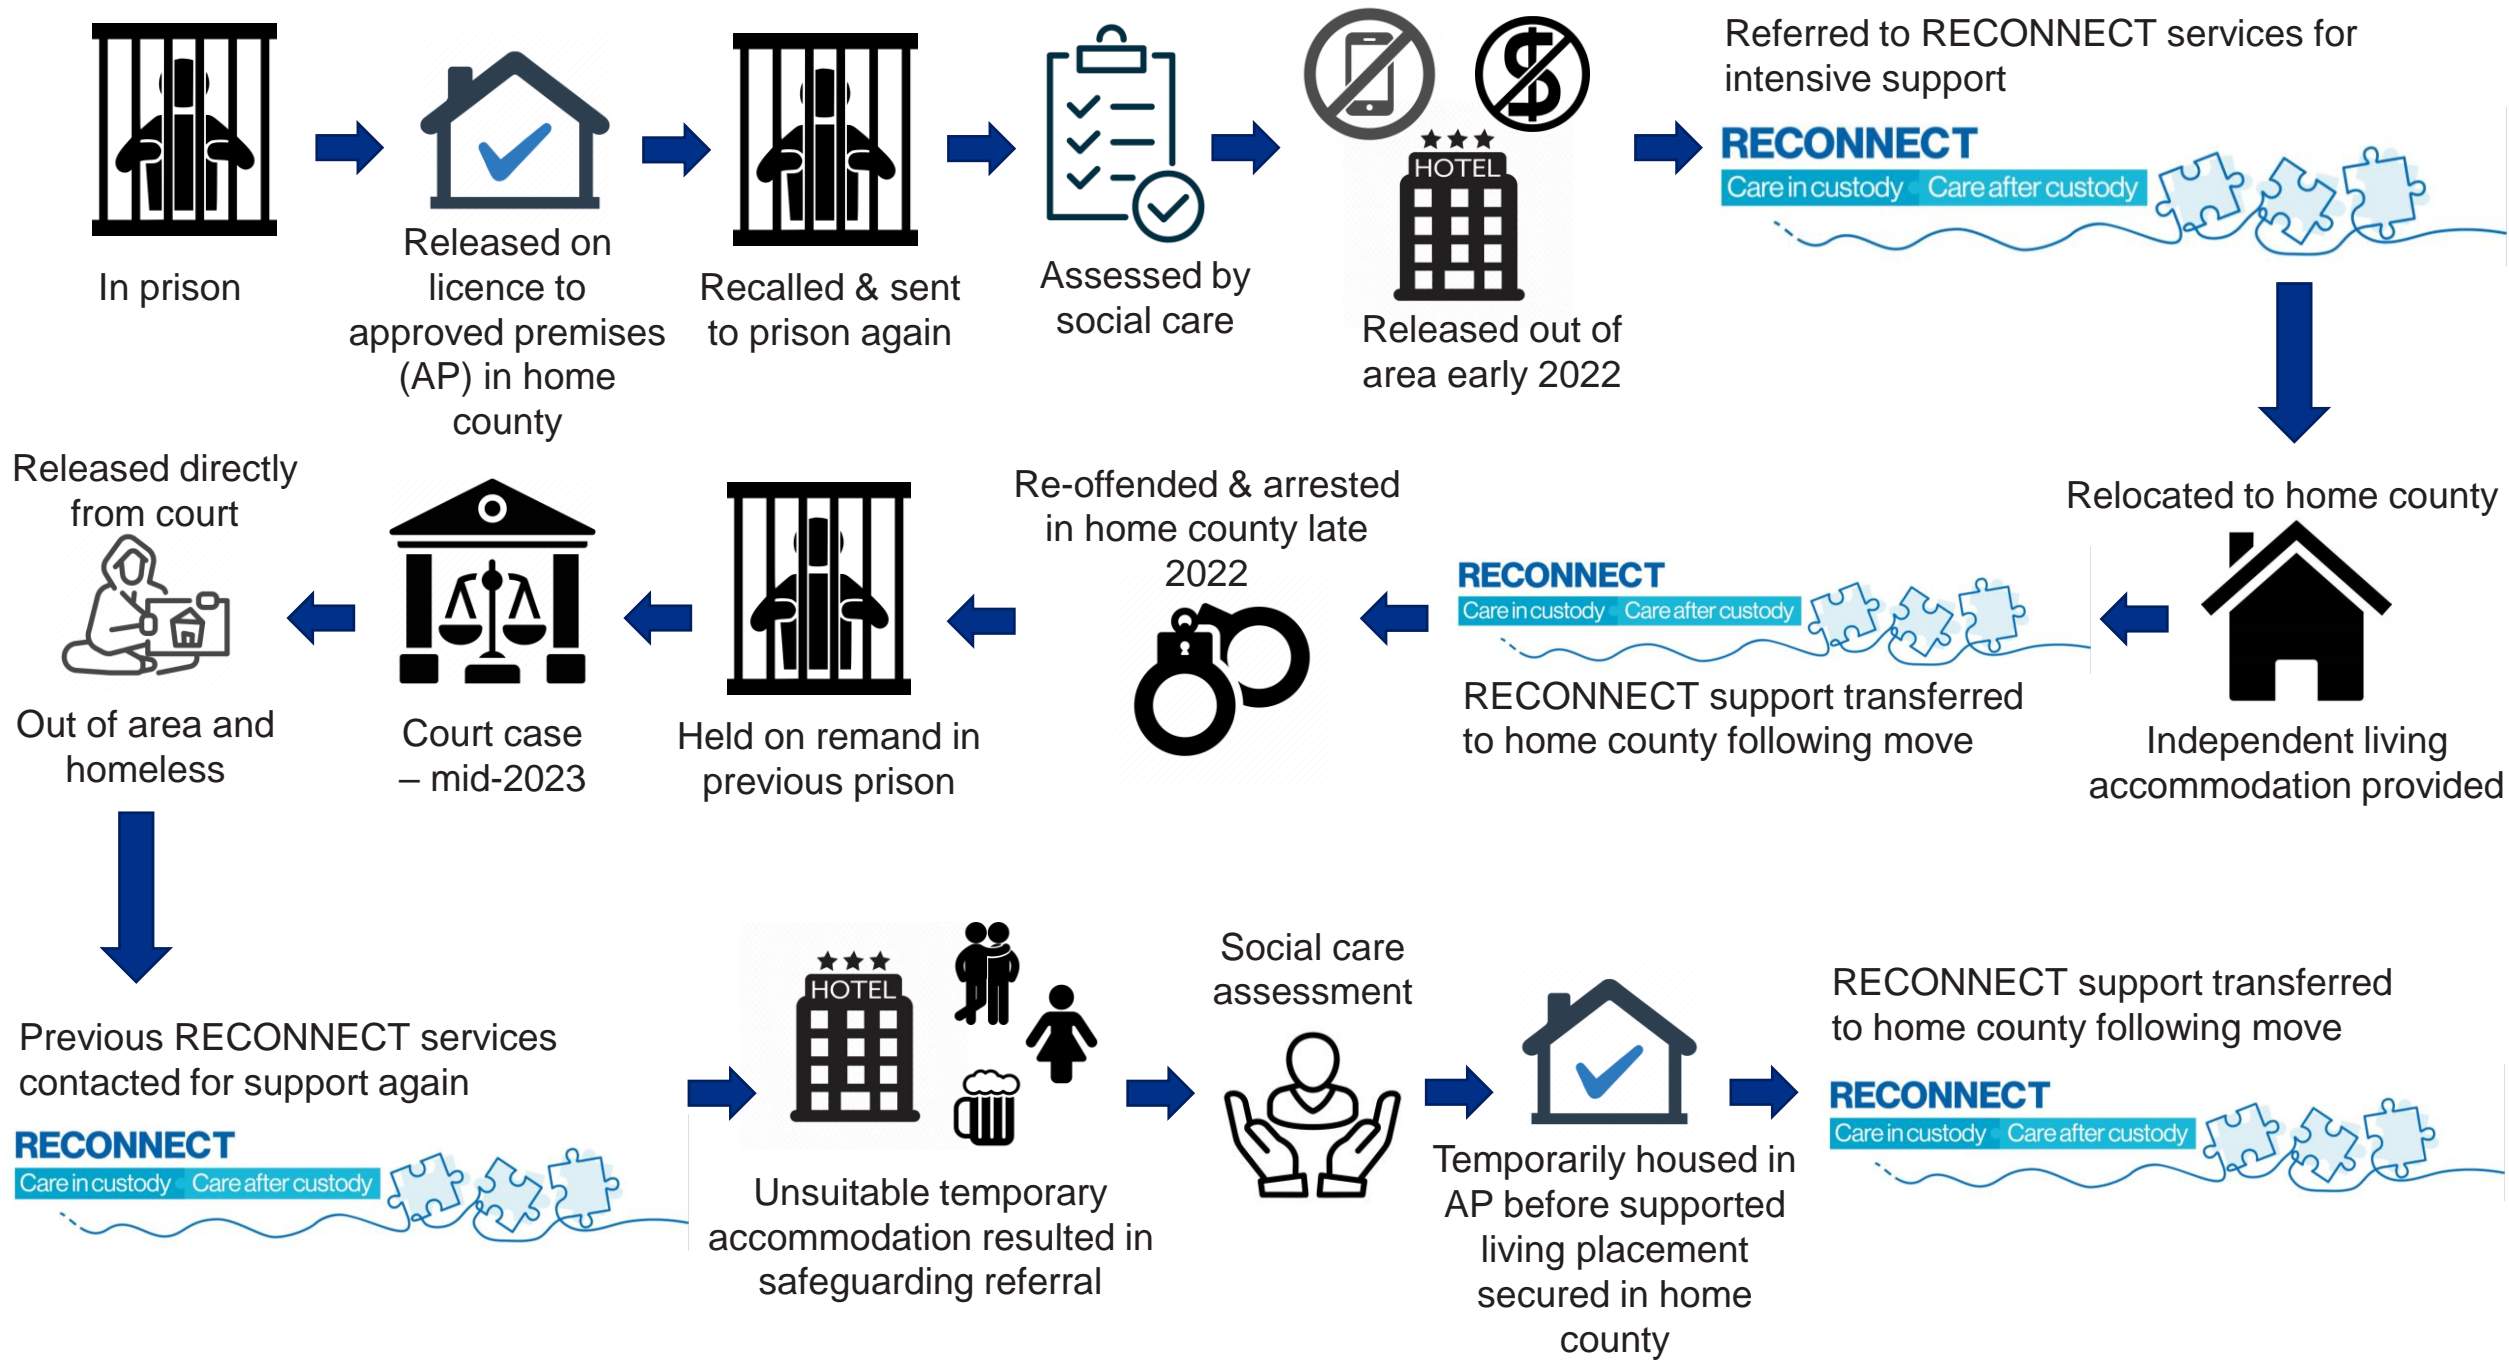 In prison
Released on
licence to
approved premises
(AP) in home
county
Recalled & sent
to prison again
Assessed by
social care
HOTEL
Released out of
area early 2022
Referred to RECONNECT services for
intensive support
RECONNECT
Care in custody Care after custody
Relocated to home county
Independent living
accommodation provided
RECONNECT
Care in custody Care after custody
RECONNECT support transferred
to home county following move
Re-offended & arrested
in home county late
2022
Held on remand in
previous prison
Court case
– mid-2023
Released directly
from court
Out of area and
homeless
Previous RECONNECT services
contacted for support again
RECONNECT
Care in custody Care after custody
HOTEL
Unsuitable temporary
accommodation resulted in
safeguarding referral
Social care
assessment
Temporarily housed in
AP before supported
living placement
secured in home
county
RECONNECT support transferred
to home county following move
RECONNECT
Care in custody Care after custody